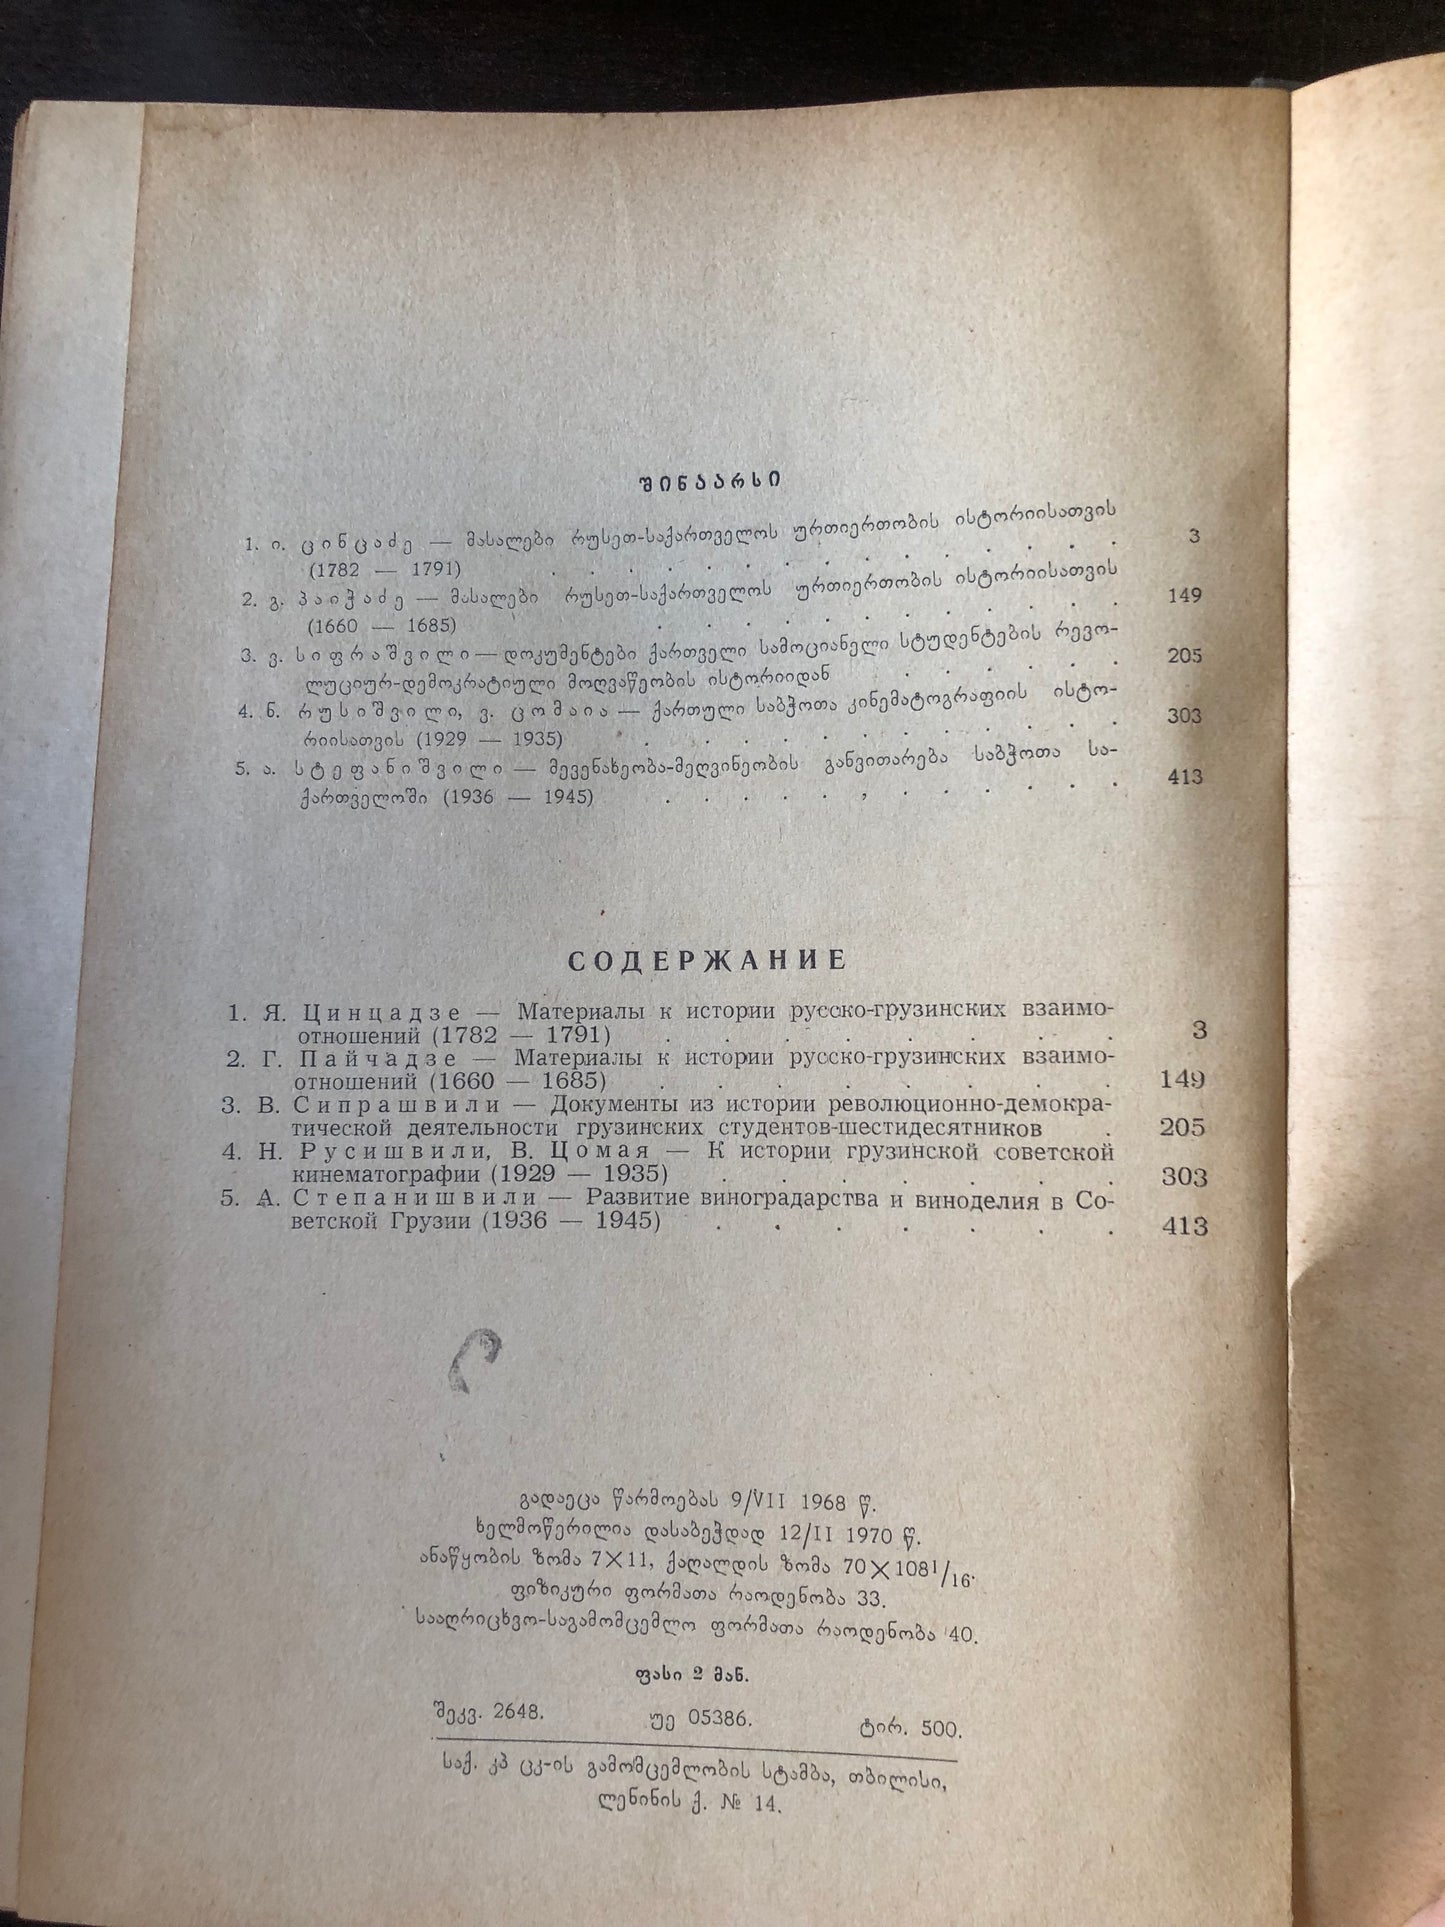 შინაარსი
1. ი. ცინცაძე — მასალები რუსეთ-საქართველოს ურთიერთობის ისტორიისათვის
(1782 — 1791) . . . . . . . . . . 3
2. გ. პაიჭაძე — მასალები რუსეთ-საქართველოს ურთიერთობის ისტორიისათვის
(1660 — 1685) . . . . . . . . . 149
3. ვ. სიფრაშვილი — დოკუმენტები ქართველი სამოციანელი სტუდენტების რევო-
ლუციურ-დემოკრატიული მოღვაწეობის ისტორიიდან . . . . . 205
4. ნ. რუსიშვილი, ვ. ცომაია — ქართული საბჭოთა კინემატოგრაფიის ისტო-
რიისათვის (1929 — 1935) . . . . . . . . . 303
5. ა. სტეფანიშვილი — მევენახეობა-მეღვინეობის განვითარება საბჭოთა სა-
ქართველოში (1936 — 1945) . . . . . . . . . . 413
СОДЕРЖАНИЕ
1. Я. Цинцадзе — Материалы к истории русско-грузинских взаимо-
отношений (1782 — 1791) . . . . . . . . 3
2. Г. Пайчадзе — Материалы к истории русско-грузинских взаимо-
отношений (1660 — 1685) . . . . . . . . 149
3. В. Сипрашвили — Документы из истории революционно-демокра-
тической деятельности грузинских студентов-шестидесятников . 205
4. Н. Русишвили, В. Цомая — К истории грузинской советской
кинематографии (1929 — 1935) . . . . . . . 303
5. А. Степанишвили — Развитие виноградарства и виноделия в Со-
ветской Грузии (1936 — 1945) . . . . . . . 413
გადაეცა წარმოებას 9/VII 1968 წ.
ხელმოწერილია დასაბეჭდად 12/II 1970 წ.
ანაწყობის ზომა 7×11, ქაღალდის ზომა 70×108¹/₁₆.
ფიზიკური ფორმათა რაოდენობა 33.
სააღრიცხვო-საგამომცემლო ფორმათა რაოდენობა 40.
ფასი 2 მან.
შეკვ. 2648. უე 05386. ტირ. 500.
საქ. კპ ცკ-ის გამომცემლობის სტამბა, თბილისი,
ლენინის ქ. № 14.